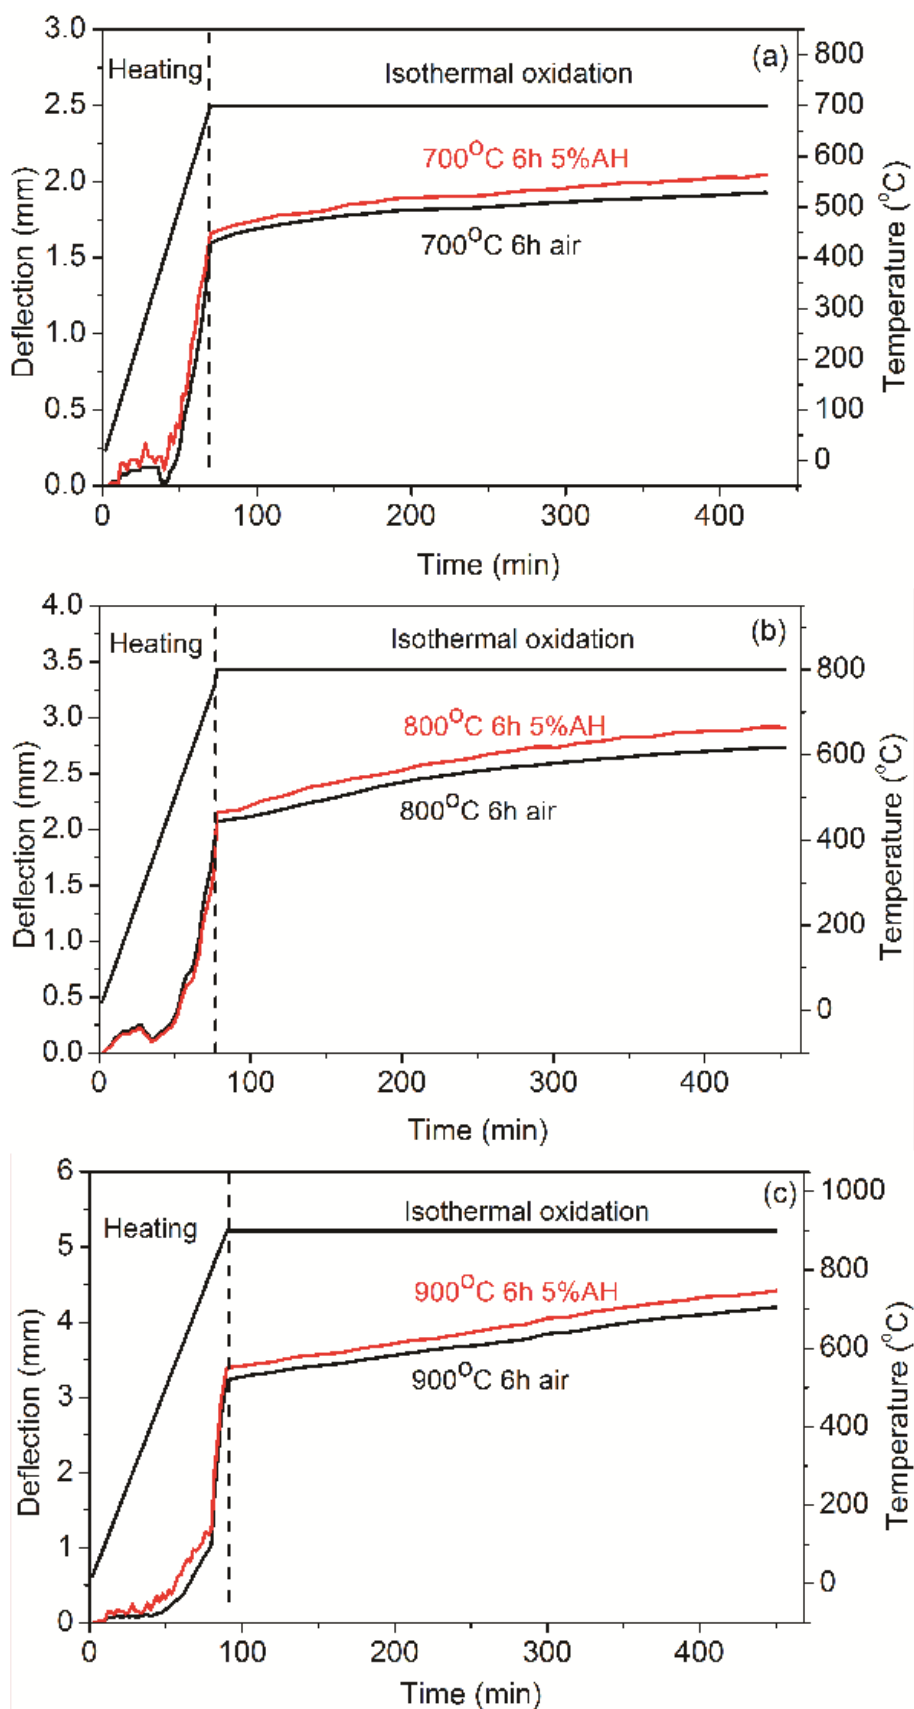 (a)
Heating
Isothermal oxidation
700°C 6h 5%AH
700°C 6h air
3.0
2.5
2.0
1.5
1.0
0.5
0.0
Deflection (mm)
800
700
600
500
400
300
200
100
0
Temperature (°C)
0 100 200 300 400
Time (min)
(b)
Heating
Isothermal oxidation
800°C 6h 5%AH
800°C 6h air
4.0
3.5
3.0
2.5
2.0
1.5
1.0
0.5
0.0
Deflection (mm)
800
600
400
200
0
Temperature (°C)
0 100 200 300 400
Time (min)
(c)
Heating
Isothermal oxidation
900°C 6h 5%AH
900°C 6h air
6
5
4
3
2
1
0
Deflection (mm)
1000
800
600
400
200
0
Temperature (°C)
0 100 200 300 400
Time (min)